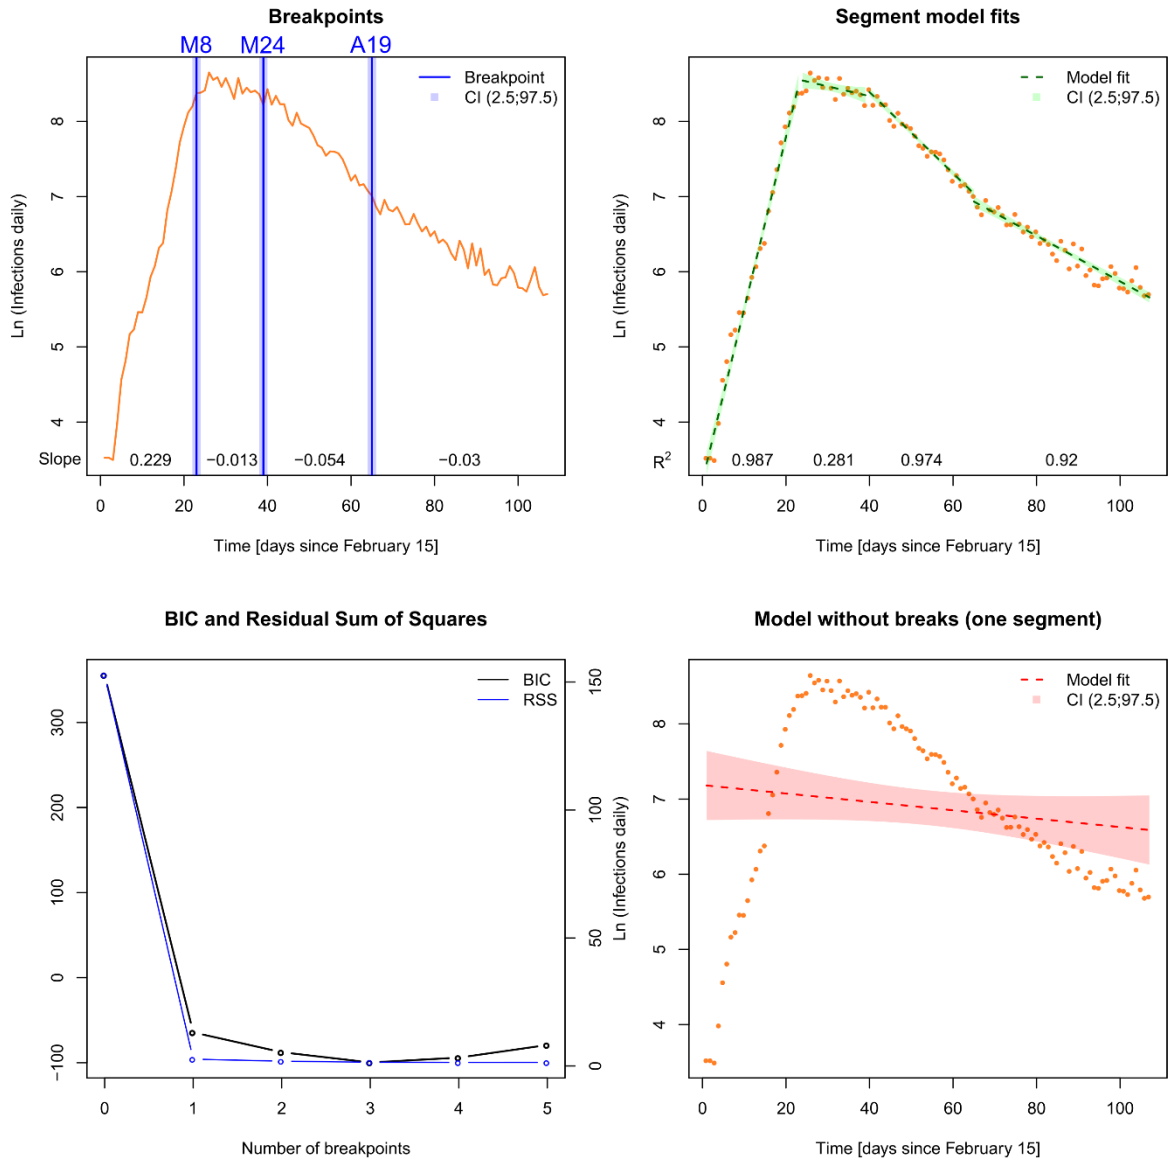 Breakpoints
M8 M24 A19
Breakpoint
CI (2.5;97.5)
Ln (Infections daily)
8
7
6
5
4
Slope 0.229 −0.013 −0.054 −0.03
0 20 40 60 80 100
Time [days since February 15]
Segment model fits
Model fit
CI (2.5;97.5)
Ln (Infections daily)
8
7
6
5
4
R2 0.987 0.281 0.974 0.92
0 20 40 60 80 100
Time [days since February 15]
BIC and Residual Sum of Squares
BIC
RSS
300
200
100
0
−100
150
100
50
0
0 1 2 3 4 5
Number of breakpoints
Model without breaks (one segment)
Model fit
CI (2.5;97.5)
Ln (Infections daily)
8
7
6
5
4
0 20 40 60 80 100
Time [days since February 15]